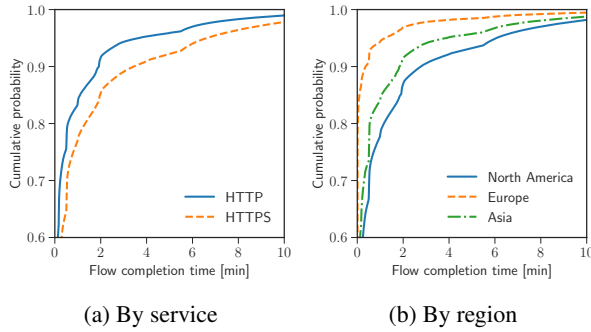 1.0
0.9
0.8
0.7
0.6
Cumulative probability
0 2 4 6 8 10
Flow completion time [min]
HTTP
HTTPS
(a) By service
1.0
0.9
0.8
0.7
0.6
Cumulative probability
0 2 4 6 8 10
Flow completion time [min]
North America
Europe
Asia
(b) By region